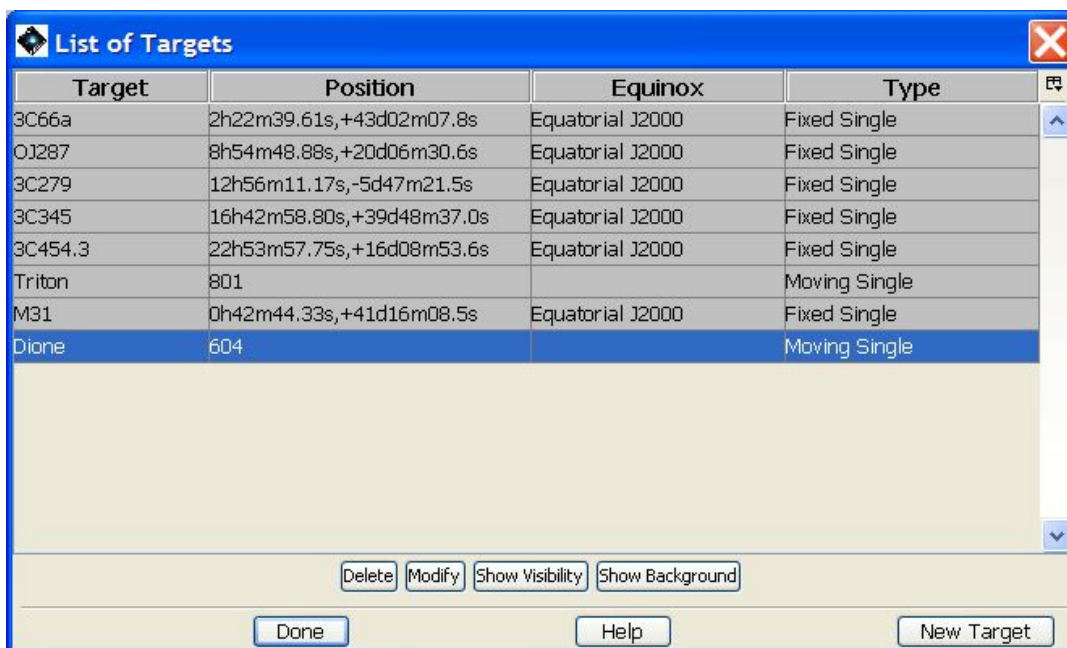 List of Targets
Target Position Equinox Type
3C66a 2h22m39.61s,+43d02m07.8s Equatorial J2000 Fixed Single
OJ287 8h54m48.88s,+20d06m30.6s Equatorial J2000 Fixed Single
3C279 12h56m11.17s,-5d47m21.5s Equatorial J2000 Fixed Single
3C345 16h42m58.80s,+39d48m37.0s Equatorial J2000 Fixed Single
3C454.3 22h53m57.75s,+16d08m53.6s Equatorial J2000 Fixed Single
Triton 801 Moving Single
M31 0h42m44.33s,+41d16m08.5s Equatorial J2000 Fixed Single
Dione 604 Moving Single
Delete Modify Show Visibility Show Background
Done Help New Target